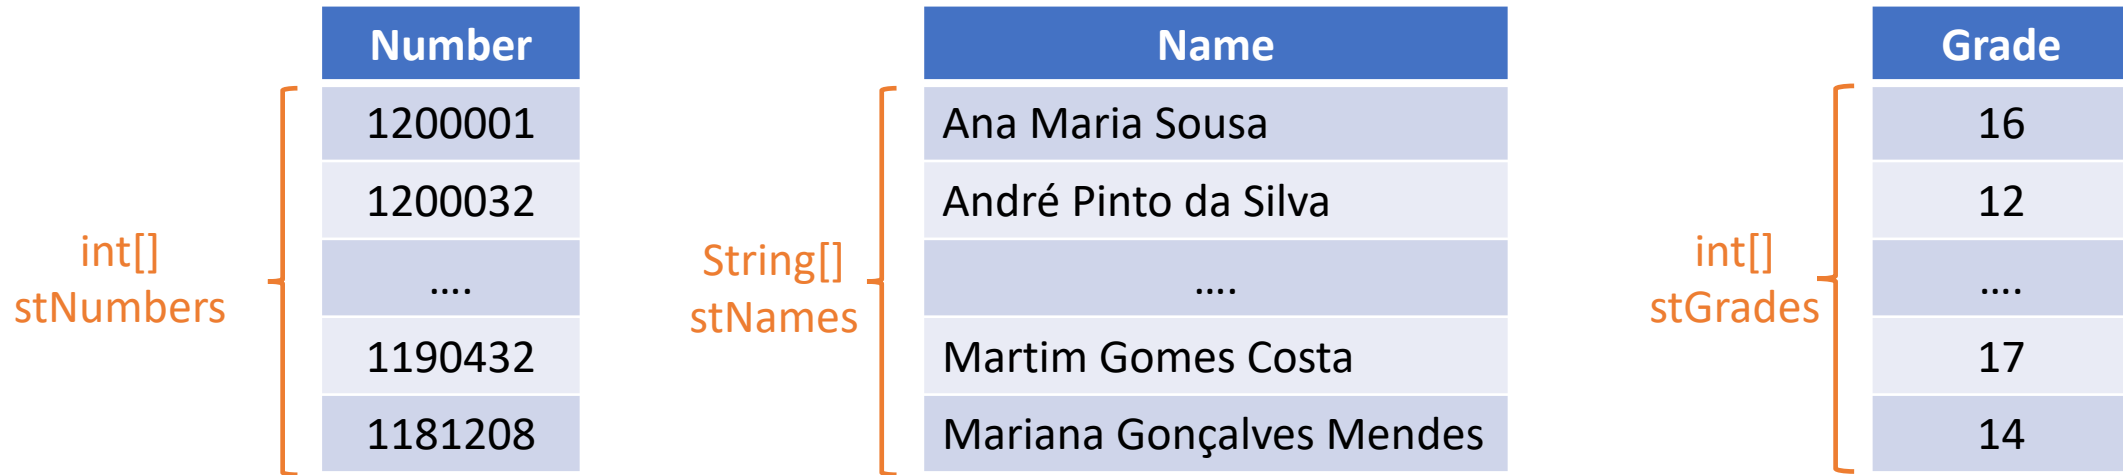 int[]
stNumbers
Number
1200001
1200032
....
1190432
1181208
String[]
stNames
Name
Ana Maria Sousa
André Pinto da Silva
....
Martim Gomes Costa
Mariana Gonçalves Mendes
int[]
stGrades
Grade
16
12
....
17
14